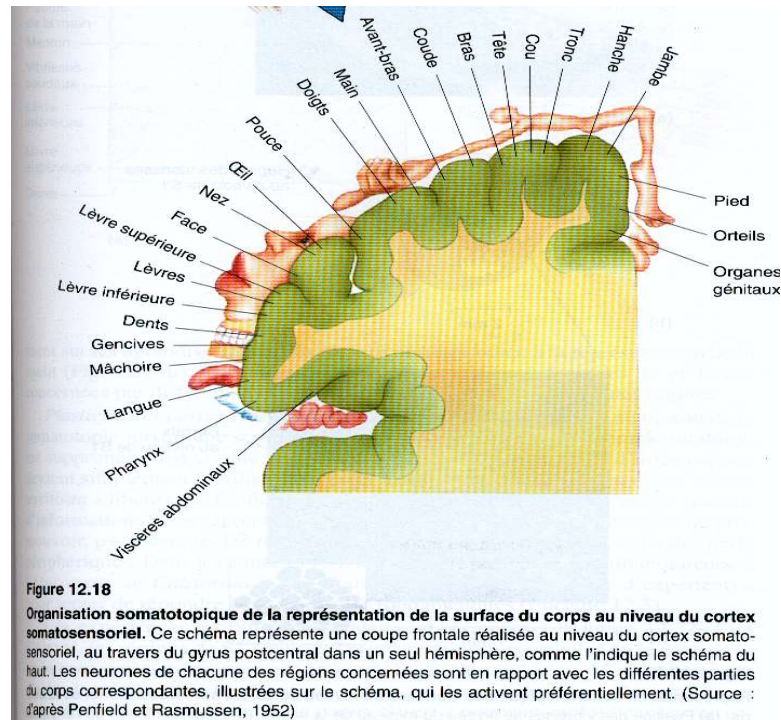 Avant-bras
Coude
Bras
Tête
Cou
Tronc
Hanche
Jambe
Main
Doigts
Pouce
Œil
Nez
Face
Lèvre supérieure
Lèvres
Lèvre inférieure
Dents
Gencives
Mâchoire
Langue
Pharynx
Viscères abdominaux
Pied
Orteils
Organes
génitaux
Figure 12.18
Organisation somatotopique de la représentation de la surface du corps au niveau du cortex
somatosensoriel. Ce schéma représente une coupe frontale réalisée au niveau du cortex somato-
sensoriel, au travers du gyrus postcentral dans un seul hémisphère, comme l'indique le schéma du
haut. Les neurones de chacune des régions concernées sont en rapport avec les différentes parties
du corps correspondantes, illustrées sur le schéma, qui les activent préférentiellement. (Source :
d'après Penfield et Rasmussen, 1952)